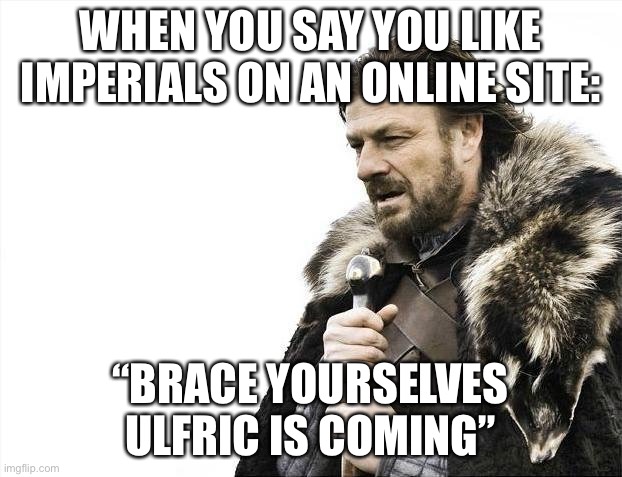 WHEN YOU SAY YOU LIKE
IMPERIALS ON AN ONLINE SITE:
“BRACE YOURSELVES
ULFRIC IS COMING”
imgflip.com